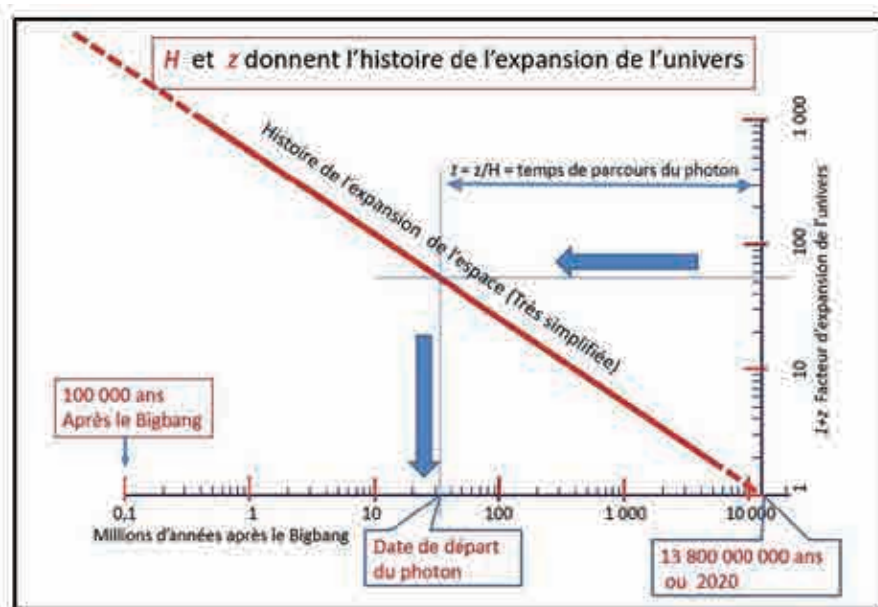 H et z donnent l'histoire de l'expansion de l'univers
Histoire de l'expansion de l'espace (Très simplifiée)
z = z/H = temps de parcours du photon
1 000
100
10
1
1+z Facteur d'expansion de l'univers
100 000 ans
Après le Bigbang
0,1
1
10
100
1 000
10 000
Millions d'années après le Bigbang
Date de départ
du photon
13 800 000 000 ans
ou 2020